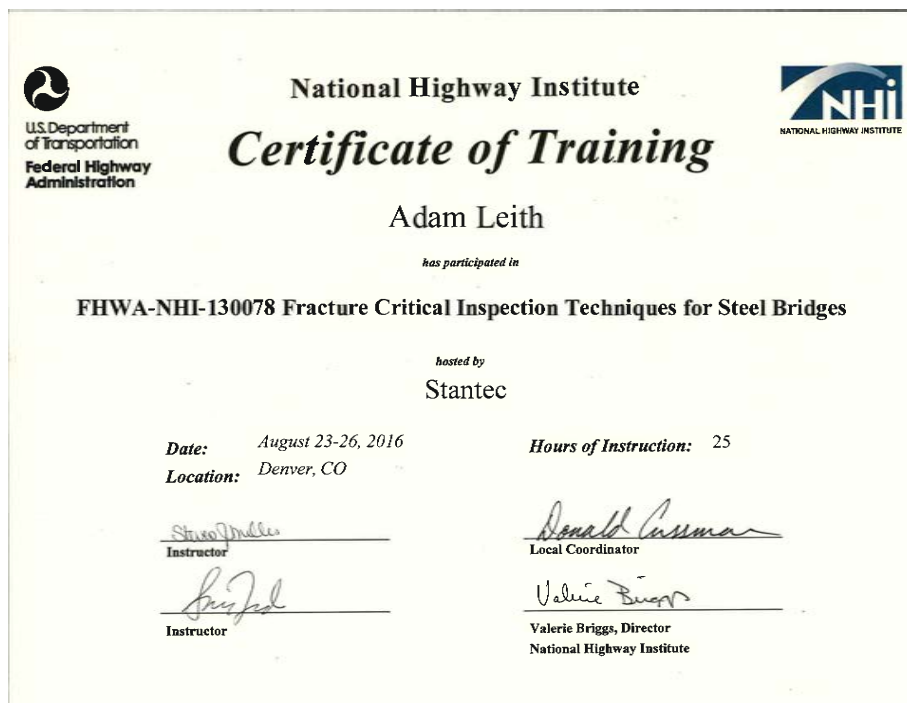 U.S. Department
of Transportation
Federal Highway
Administration
NHI
NATIONAL HIGHWAY INSTITUTE
National Highway Institute
Certificate of Training
Adam Leith
has participated in
FHWA-NHI-130078 Fracture Critical Inspection Techniques for Steel Bridges
hosted by
Stantec
Date: August 23-26, 2016
Location: Denver, CO
Hours of Instruction: 25
Instructor
Donald
Local Coordinator
Instructor
Valerie Briggs
Valerie Briggs, Director
National Highway Institute